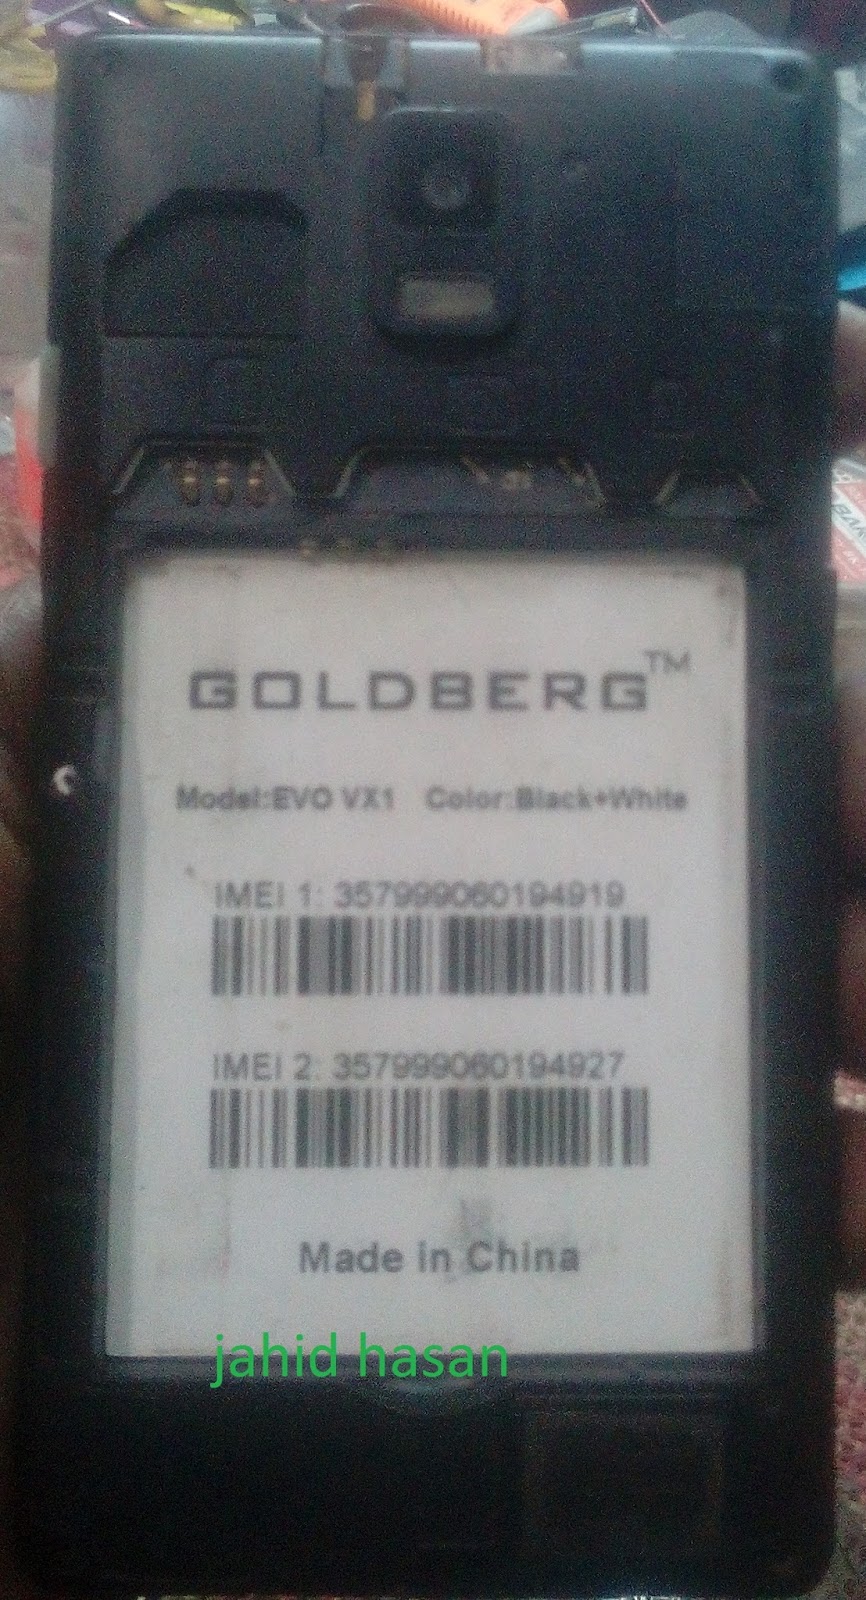 GOLDBERG™
Model:EVO VX1 Color:Black+White
IMEI 1: 357999060194919
IMEI 2: 357999060194927
Made in China
jahid hasan